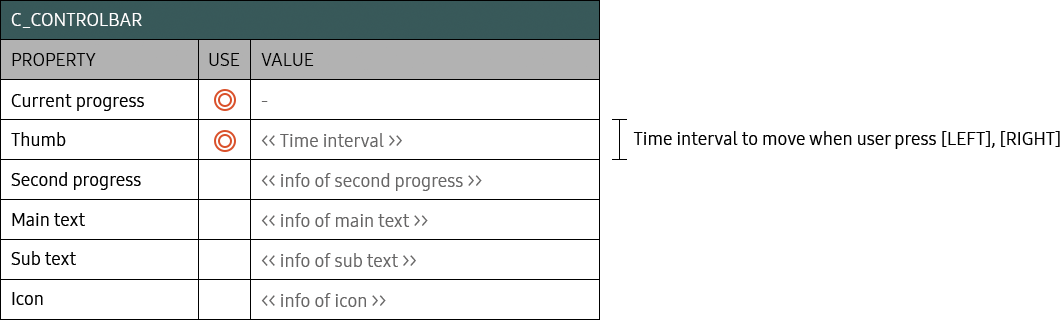 C_CONTROLBAR
PROPERTY USE VALUE
Current progress -
Thumb << Time interval >> Time interval to move when user press [LEFT], [RIGHT]
Second progress << info of second progress >>
Main text << info of main text >>
Sub text << info of sub text >>
Icon << info of icon >>